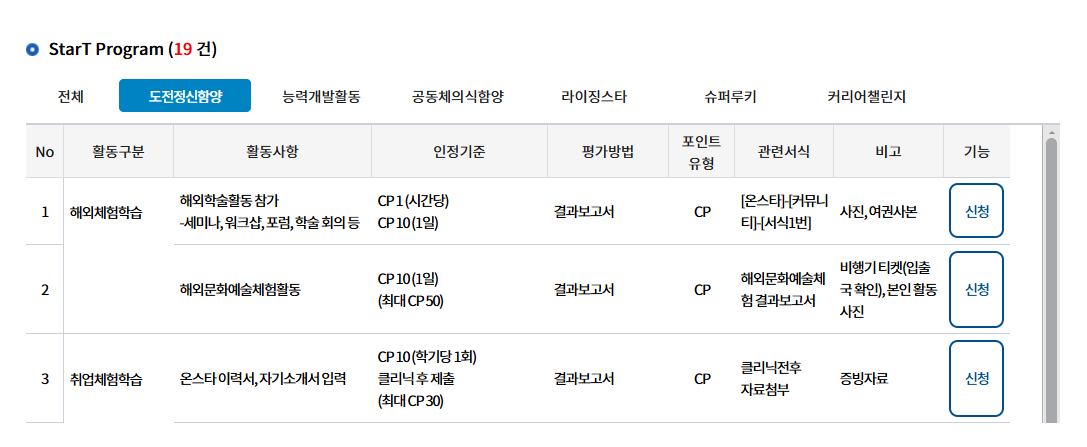 StarT Program (19 건)
전체 도전정신함양 능력개발활동 공동체의식함양 라이징스타 슈퍼루키 커리어챌린지
No 활동구분 활동사항 인정기준 평가방법 포인트 유형 관련서식 비고 기능
1 해외체험학습
해외학술활동 참가
-세미나, 워크샵, 포럼, 학술 회의 등
CP 1 (시간당)
CP 10 (1일)
결과보고서
CP
[온스타]-[커뮤니
티]-[서식1번]
사진, 여권사본
신청
2
해외문화예술체험활동
CP 10 (1일)
(최대 CP 50)
결과보고서
CP
해외문화예술체
험 결과보고서
비행기 티켓(입출
국 확인), 본인 활동
사진
신청
3 취업체험학습
온스타 이력서, 자기소개서 입력
CP 10 (학기당 1회)
클리닉 후 제출
(최대 CP 30)
결과보고서
CP
클리닉전후
자료첨부
증빙자료
신청